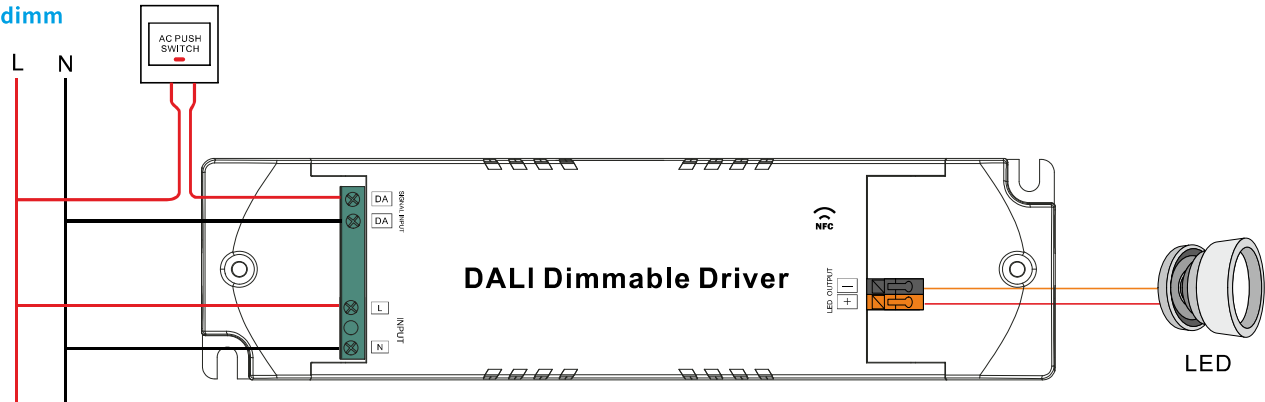 dimm
AC PUSH
SWITCH
L
N
DA
DA
SIGNAL INPUT
L
N
INPUT
DALI Dimmable Driver
NFC
LED OUTPUT
—
+
LED